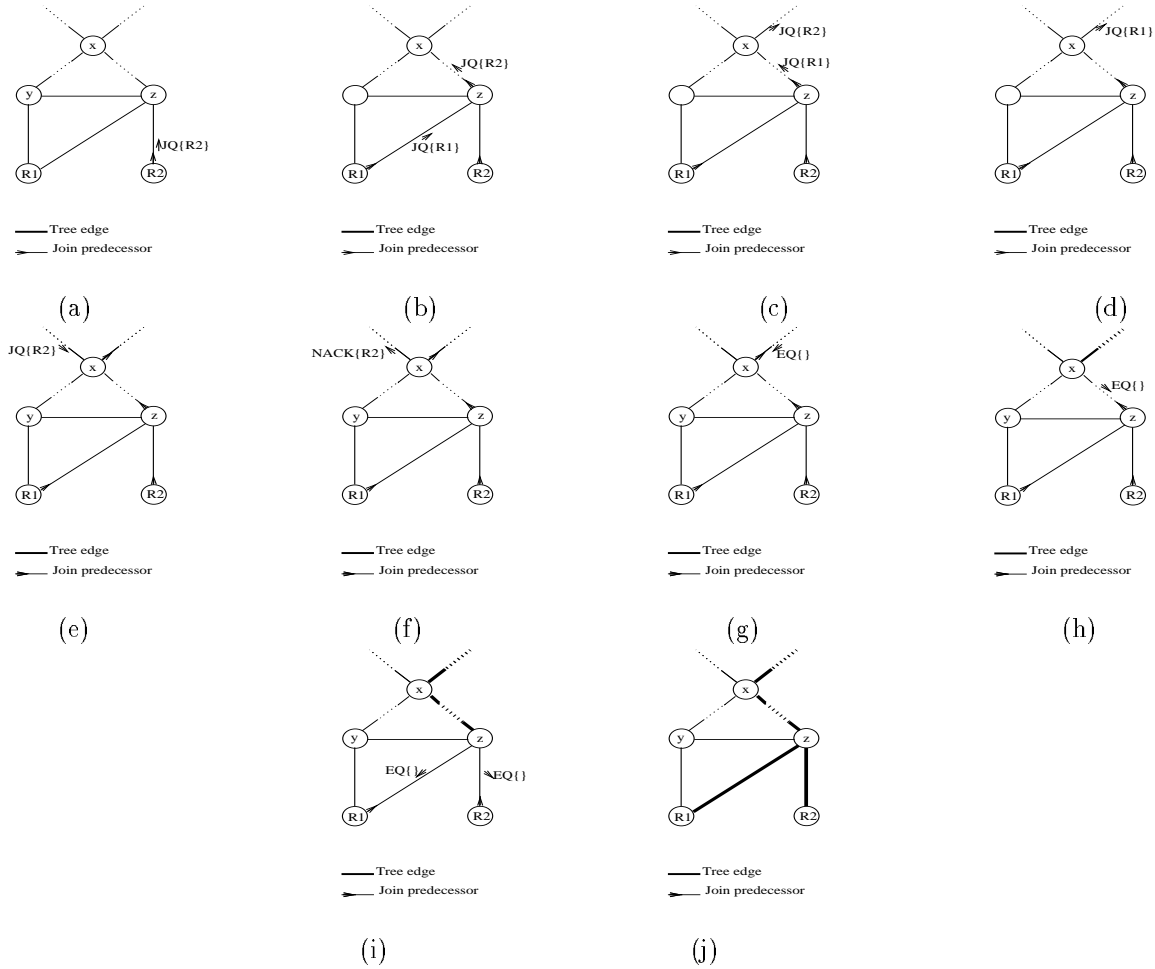 x
y
z
JQ{R2}
R1
R2
Tree edge
Join predecessor
(a)
x
JQ{R2}
z
JQ{R1}
R1
R2
Tree edge
Join predecessor
(b)
JQ{R2}
x
JQ{R1}
z
R1
R2
Tree edge
Join predecessor
(c)
JQ{R1}
x
z
R1
R2
Tree edge
Join predecessor
(d)
JQ{R2}
x
y
z
R1
R2
Tree edge
Join predecessor
(e)
NACK{R2}
x
y
z
R1
R2
Tree edge
Join predecessor
(f)
EQ{}
x
y
z
R1
R2
Tree edge
Join predecessor
(g)
x
EQ{}
y
z
R1
R2
Tree edge
Join predecessor
(h)
x
y
z
EQ{}
EQ{}
R1
R2
Tree edge
Join predecessor
(i)
x
y
z
R1
R2
Tree edge
Join predecessor
(j)